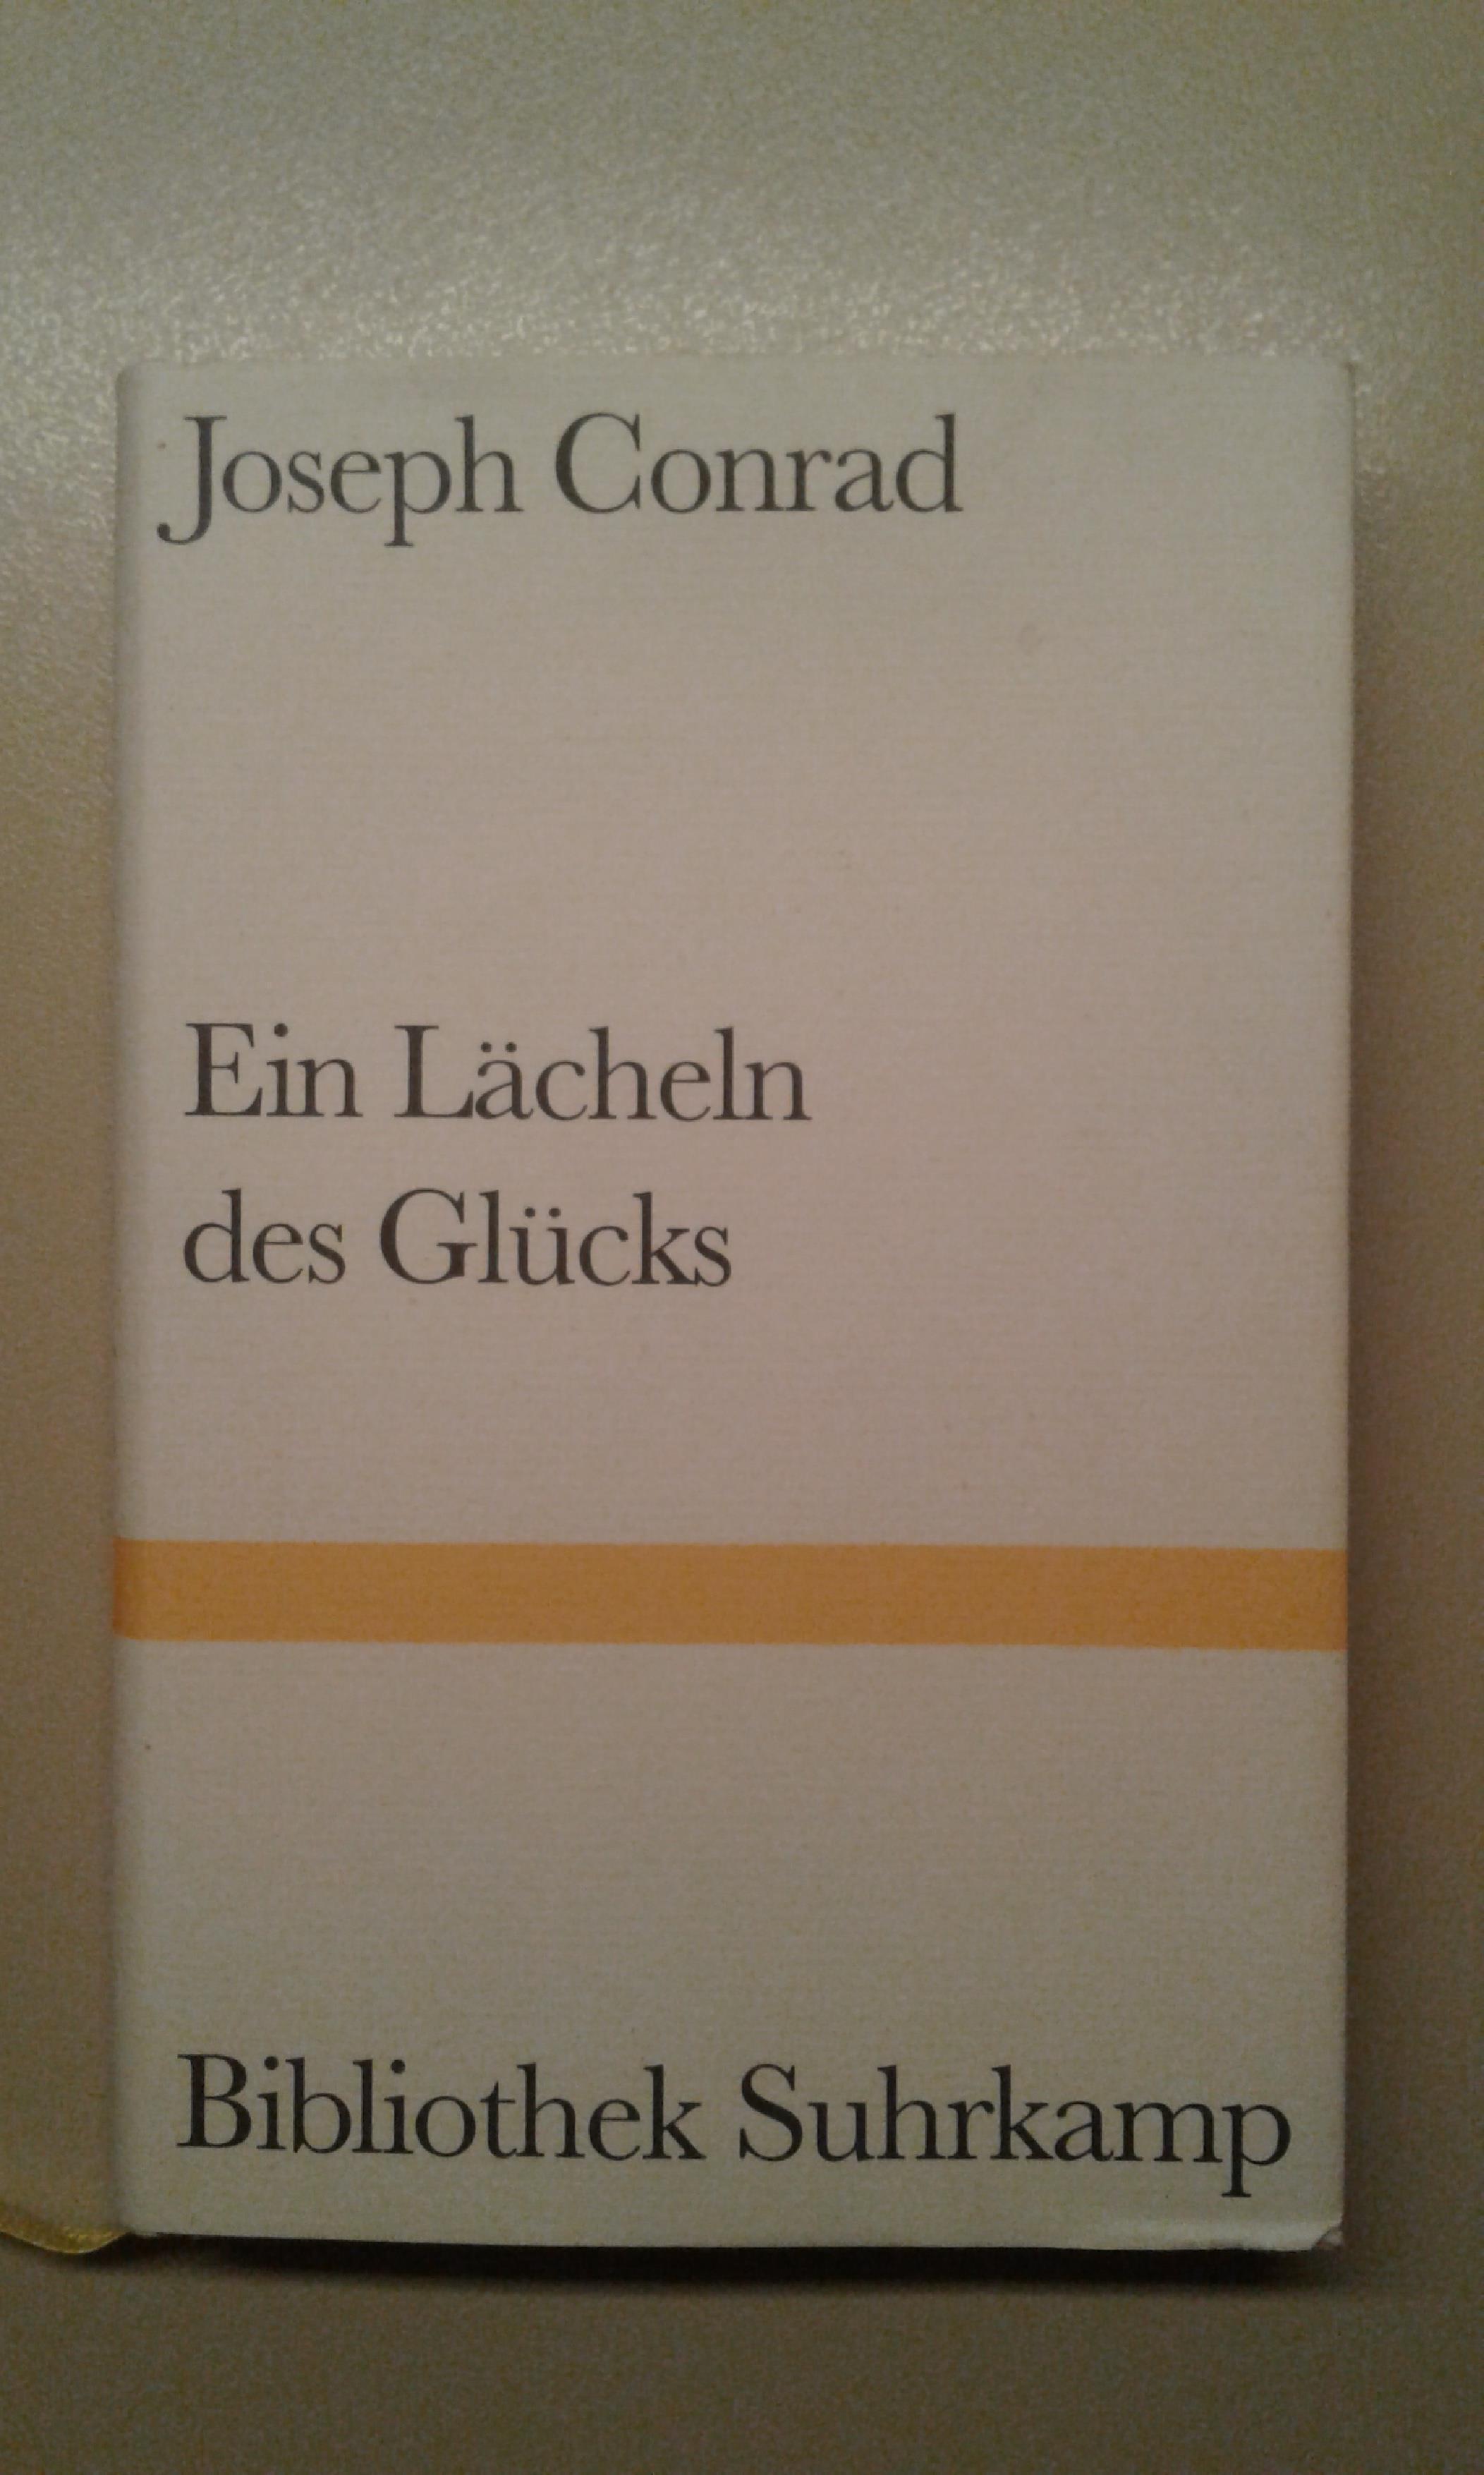 Joseph Conrad
Ein Lächeln
des Glücks
Bibliothek Suhrkamp